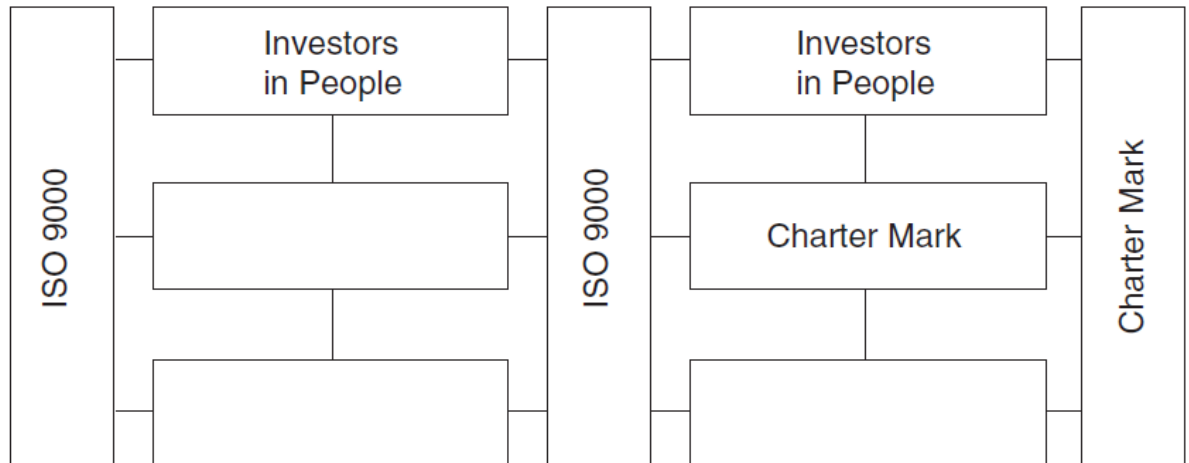 ISO 9000
Investors
in People
ISO 9000
Investors
in People
Charter Mark
Charter Mark